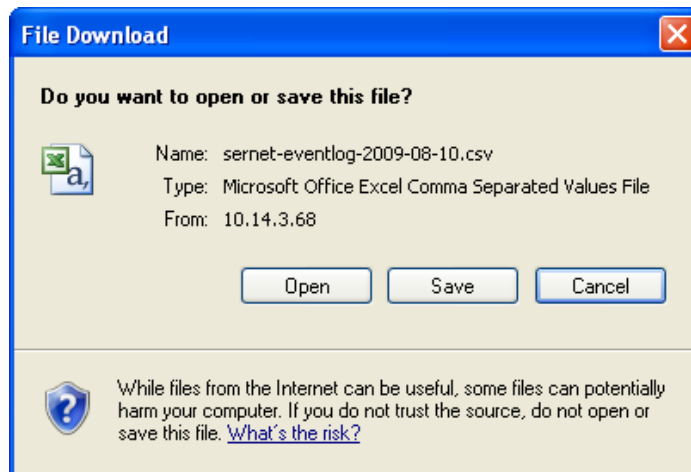 File Download
Do you want to open or save this file?
Name: sernet-eventlog-2009-08-10.csv
Type: Microsoft Office Excel Comma Separated Values File
From: 10.14.3.68
Open Save Cancel
While files from the Internet can be useful, some files can potentially
harm your computer. If you do not trust the source, do not open or
save this file. What's the risk?